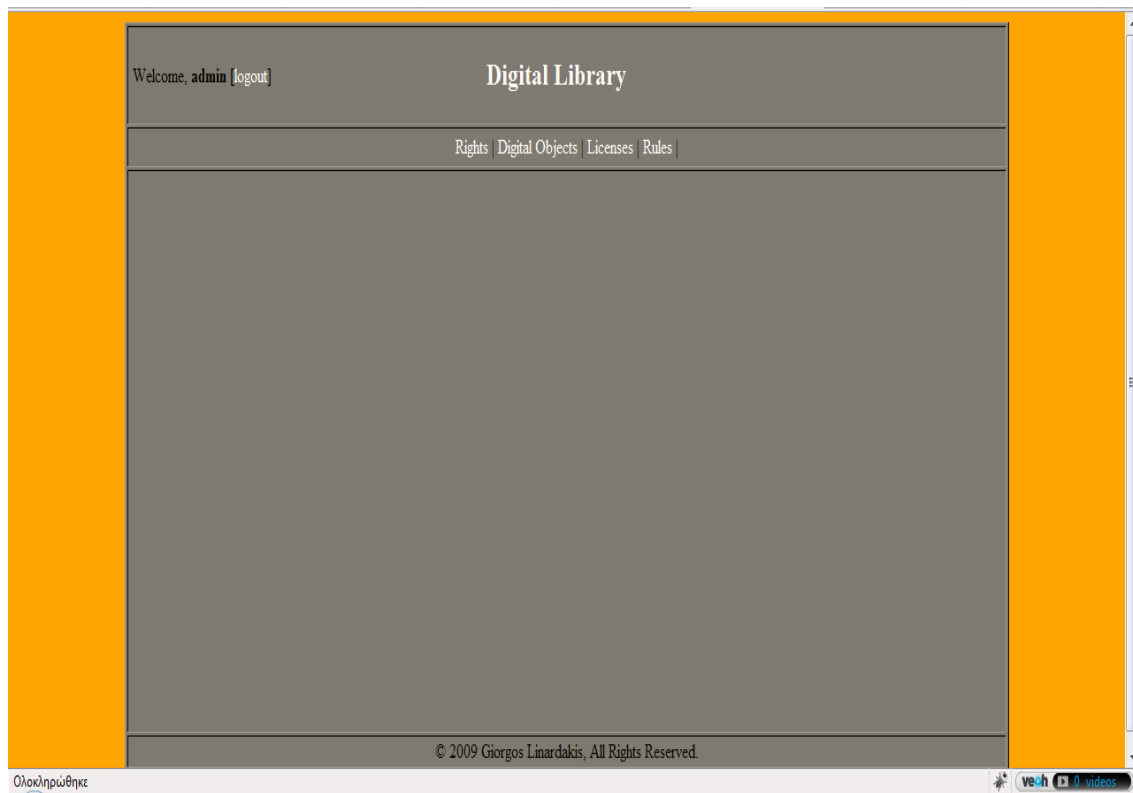 Welcome, admin [logout]
Digital Library
Rights | Digital Objects | Licenses | Rules |
© 2009 Giorgos Linardakis, All Rights Reserved.
Ολοκληρώθηκε
veoh 0 videos